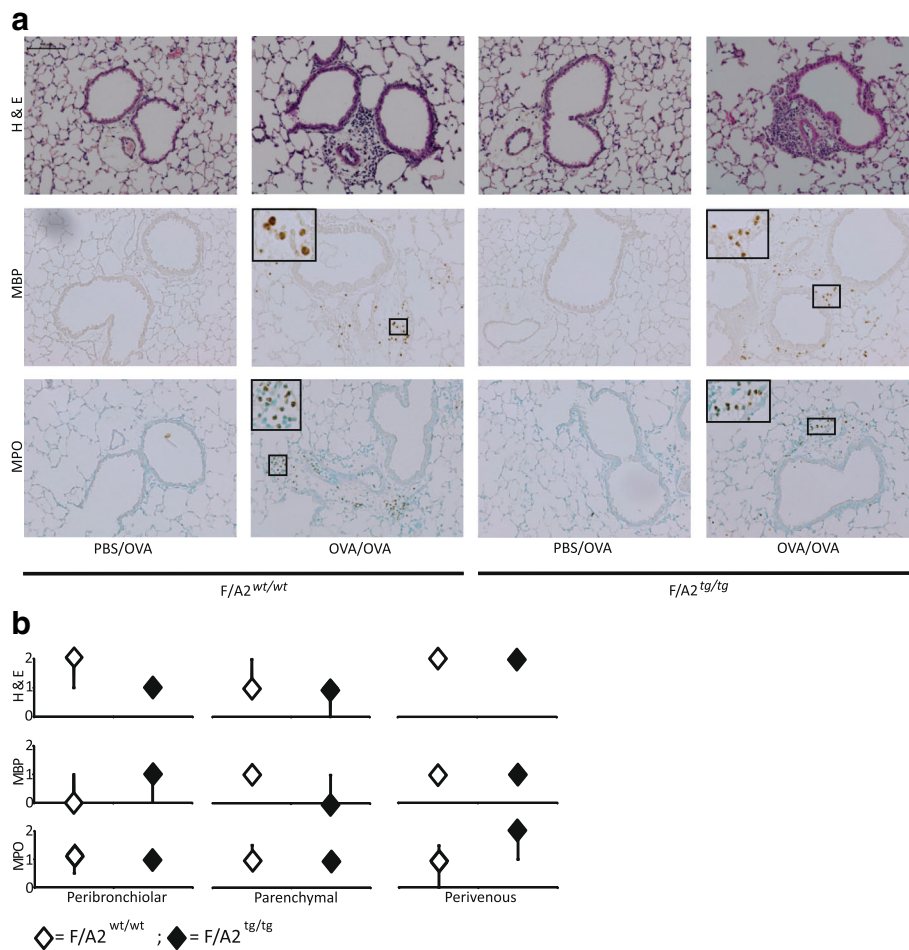 a
H & E
MBP
MPO
PBS/OVA OVA/OVA PBS/OVA OVA/OVA
F/A2wt/wt F/A2tg/tg
b
H & E
2
1
0
MBP
2
1
0
MPO
2
1
0
Peribronchiolar Parenchymal Perivenous
= F/A2wt/wt ; = F/A2tg/tg